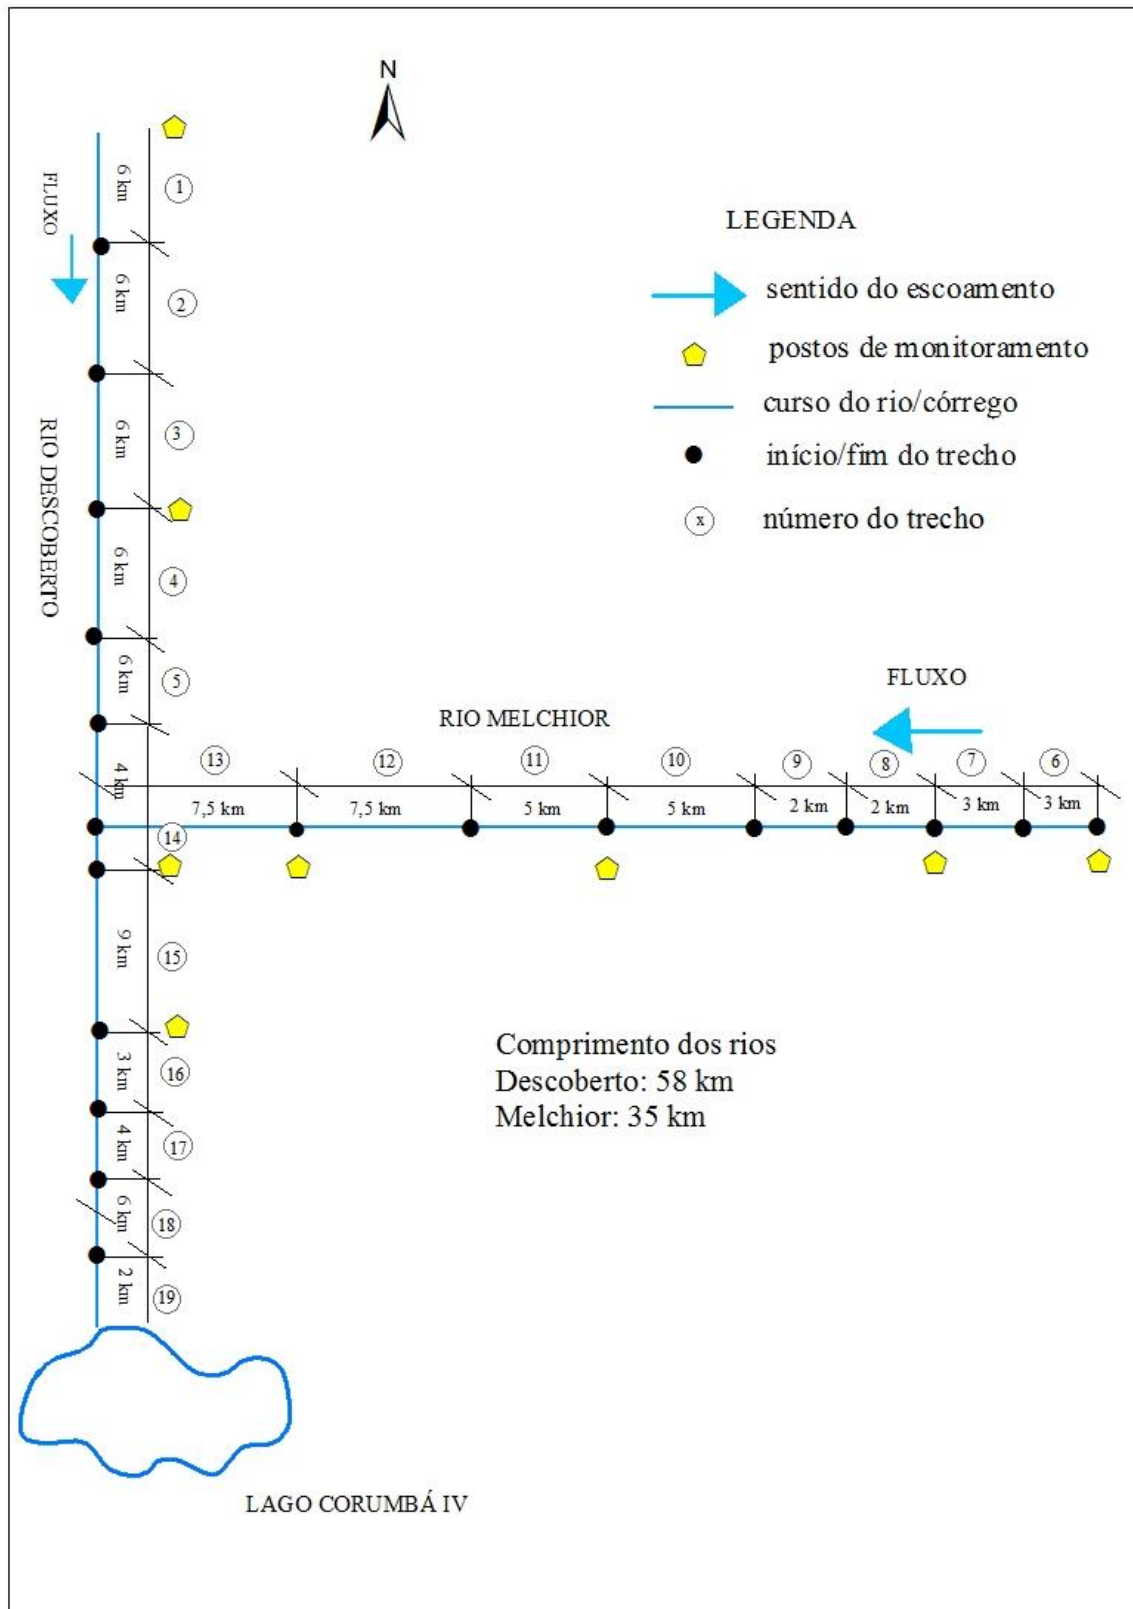 N
FLUXO
RIO DESCOBERTO
6 km
1
6 km
2
6 km
3
6 km
4
6 km
5
4 km
14
9 km
15
3 km
16
4 km
17
6 km
18
2 km
19
LEGENDA
sentido do escoamento
postos de monitoramento
curso do rio/córrego
início/fim do trecho
x
número do trecho
FLUXO
RIO MELCHIOR
13
12
11
10
9
8
7
6
7,5 km
7,5 km
5 km
5 km
2 km
2 km
3 km
3 km
Comprimento dos rios
Descoberto: 58 km
Melchior: 35 km
LAGO CORUMBÁ IV